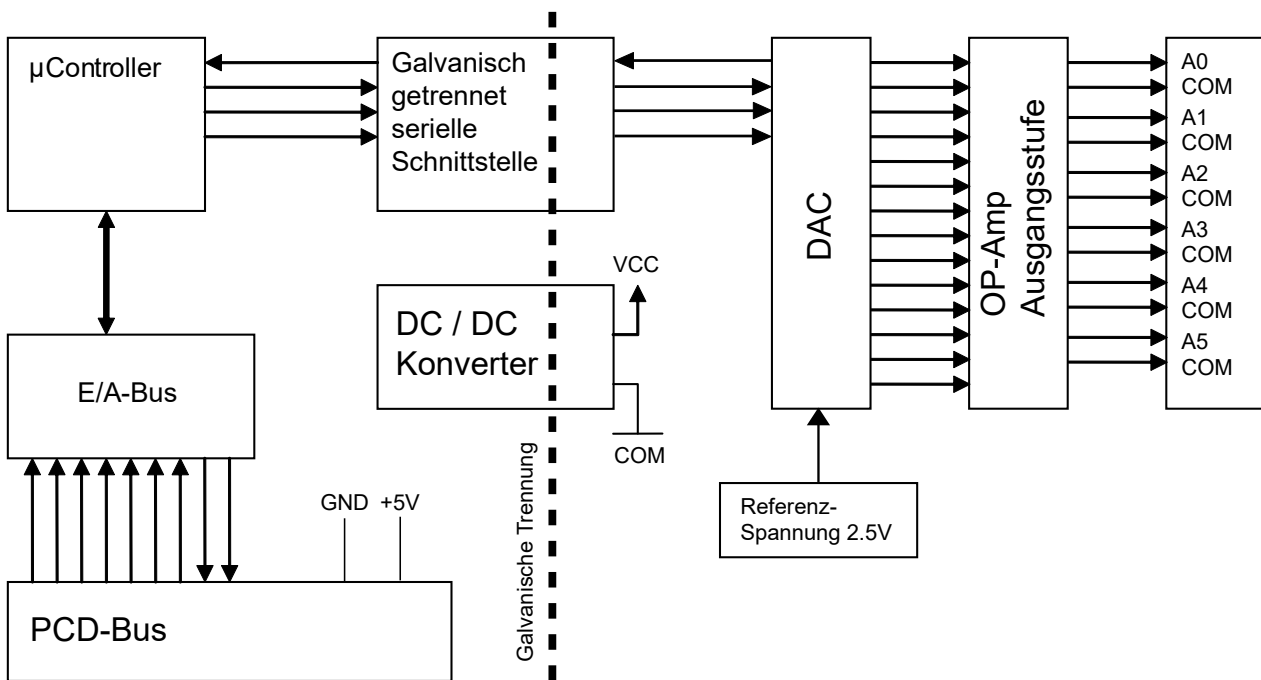 µController
Galvanisch
getrennet
serielle
Schnittstelle
DAC
OP-Amp
Ausgangsstufe
A0
COM
A1
COM
A2
COM
A3
COM
A4
COM
A5
COM
E/A-Bus
DC / DC
Konverter
VCC
COM
Galvanische Trennung
Referenz-
Spannung 2.5V
GND +5V
PCD-Bus